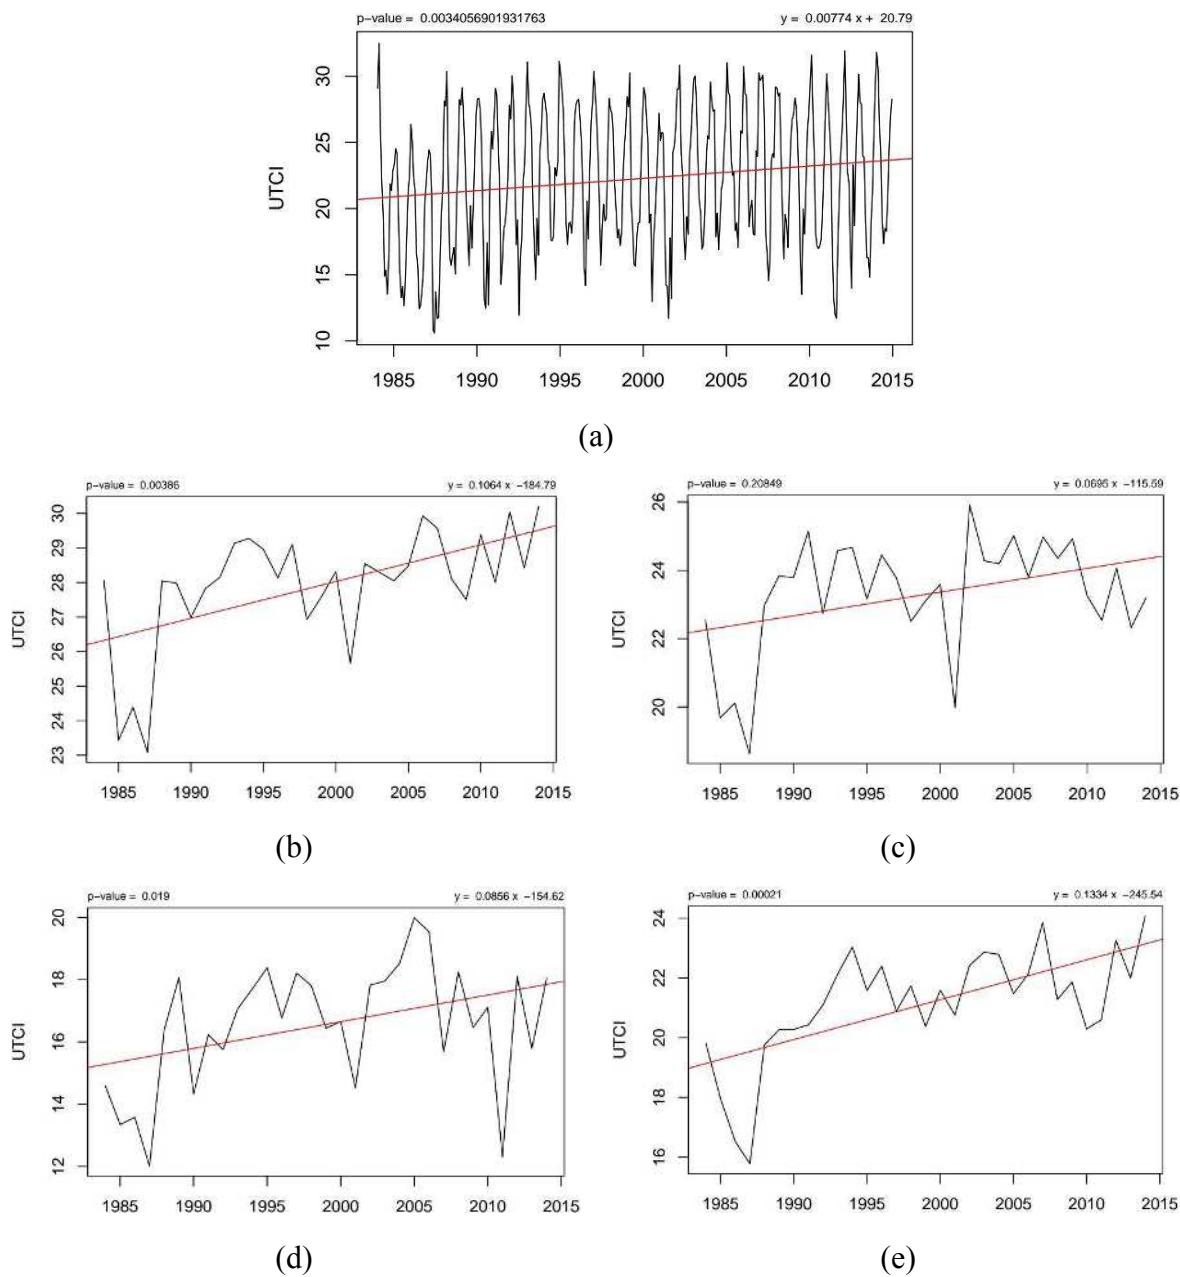 p-value = 0.0034056901931763 y = 0.00774 x + 20.79
UTCI
30
25
20
15
10
1985 1990 1995 2000 2005 2010 2015
(a)
p-value = 0.00386 y = 0.1064 x -184.79
UTCI
30
29
28
27
26
25
24
23
1985 1990 1995 2000 2005 2010 2015
(b)
p-value = 0.20849 y = 0.0695 x -115.59
UTCI
26
24
22
20
1985 1990 1995 2000 2005 2010 2015
(c)
p-value = 0.019 y = 0.0856 x -154.62
UTCI
20
18
16
14
12
1985 1990 1995 2000 2005 2010 2015
(d)
p-value = 0.00021 y = 0.1334 x -245.54
UTCI
24
22
20
18
16
1985 1990 1995 2000 2005 2010 2015
(e)